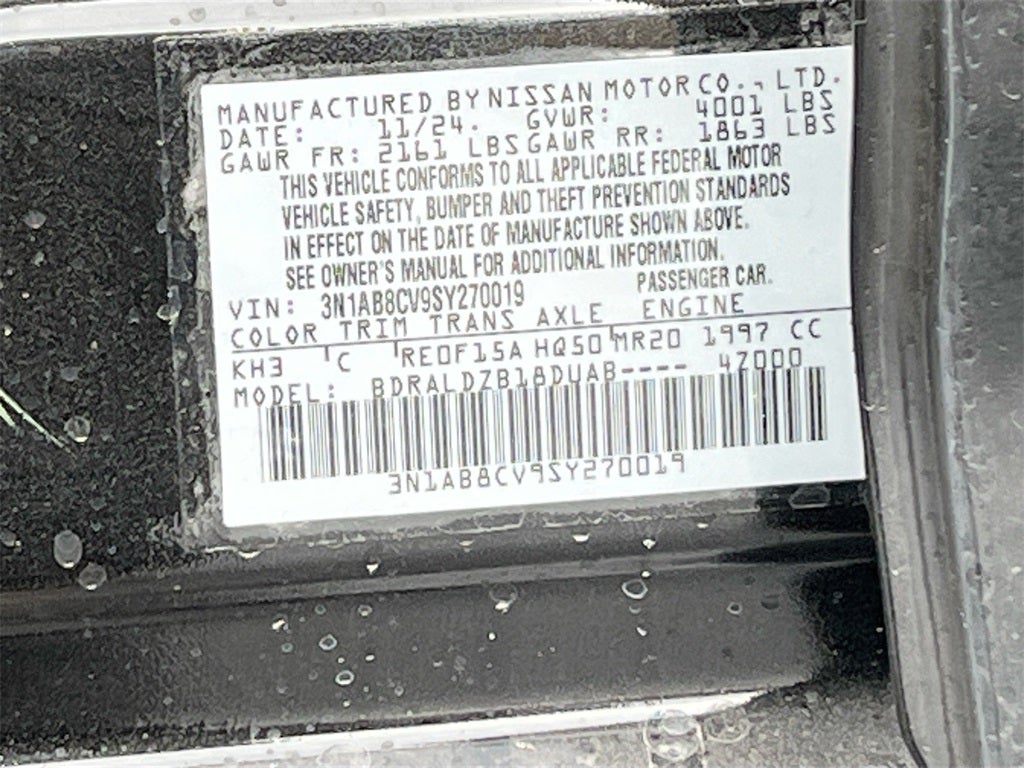 MANUFACTURED BY NISSAN MOTOR CO., LTD.
DATE: 11/24. GVWR: 4001 LBS
GAWR FR: 2161 LBS GAWR RR: 1863 LBS
THIS VEHICLE CONFORMS TO ALL APPLICABLE FEDERAL MOTOR
VEHICLE SAFETY, BUMPER AND THEFT PREVENTION STANDARDS
IN EFFECT ON THE DATE OF MANUFACTURE SHOWN ABOVE.
SEE OWNER'S MANUAL FOR ADDITIONAL INFORMATION.
VIN: 3N1AB8CV9SY270019 PASSENGER CAR.
COLOR TRIM TRANS AXLE ENGINE
KH3 C RE0F15A HQ50 MR20 1997 CC
MODEL: BDRALDZB18DUAB---- 4Z000
3N1AB8CV9SY270019